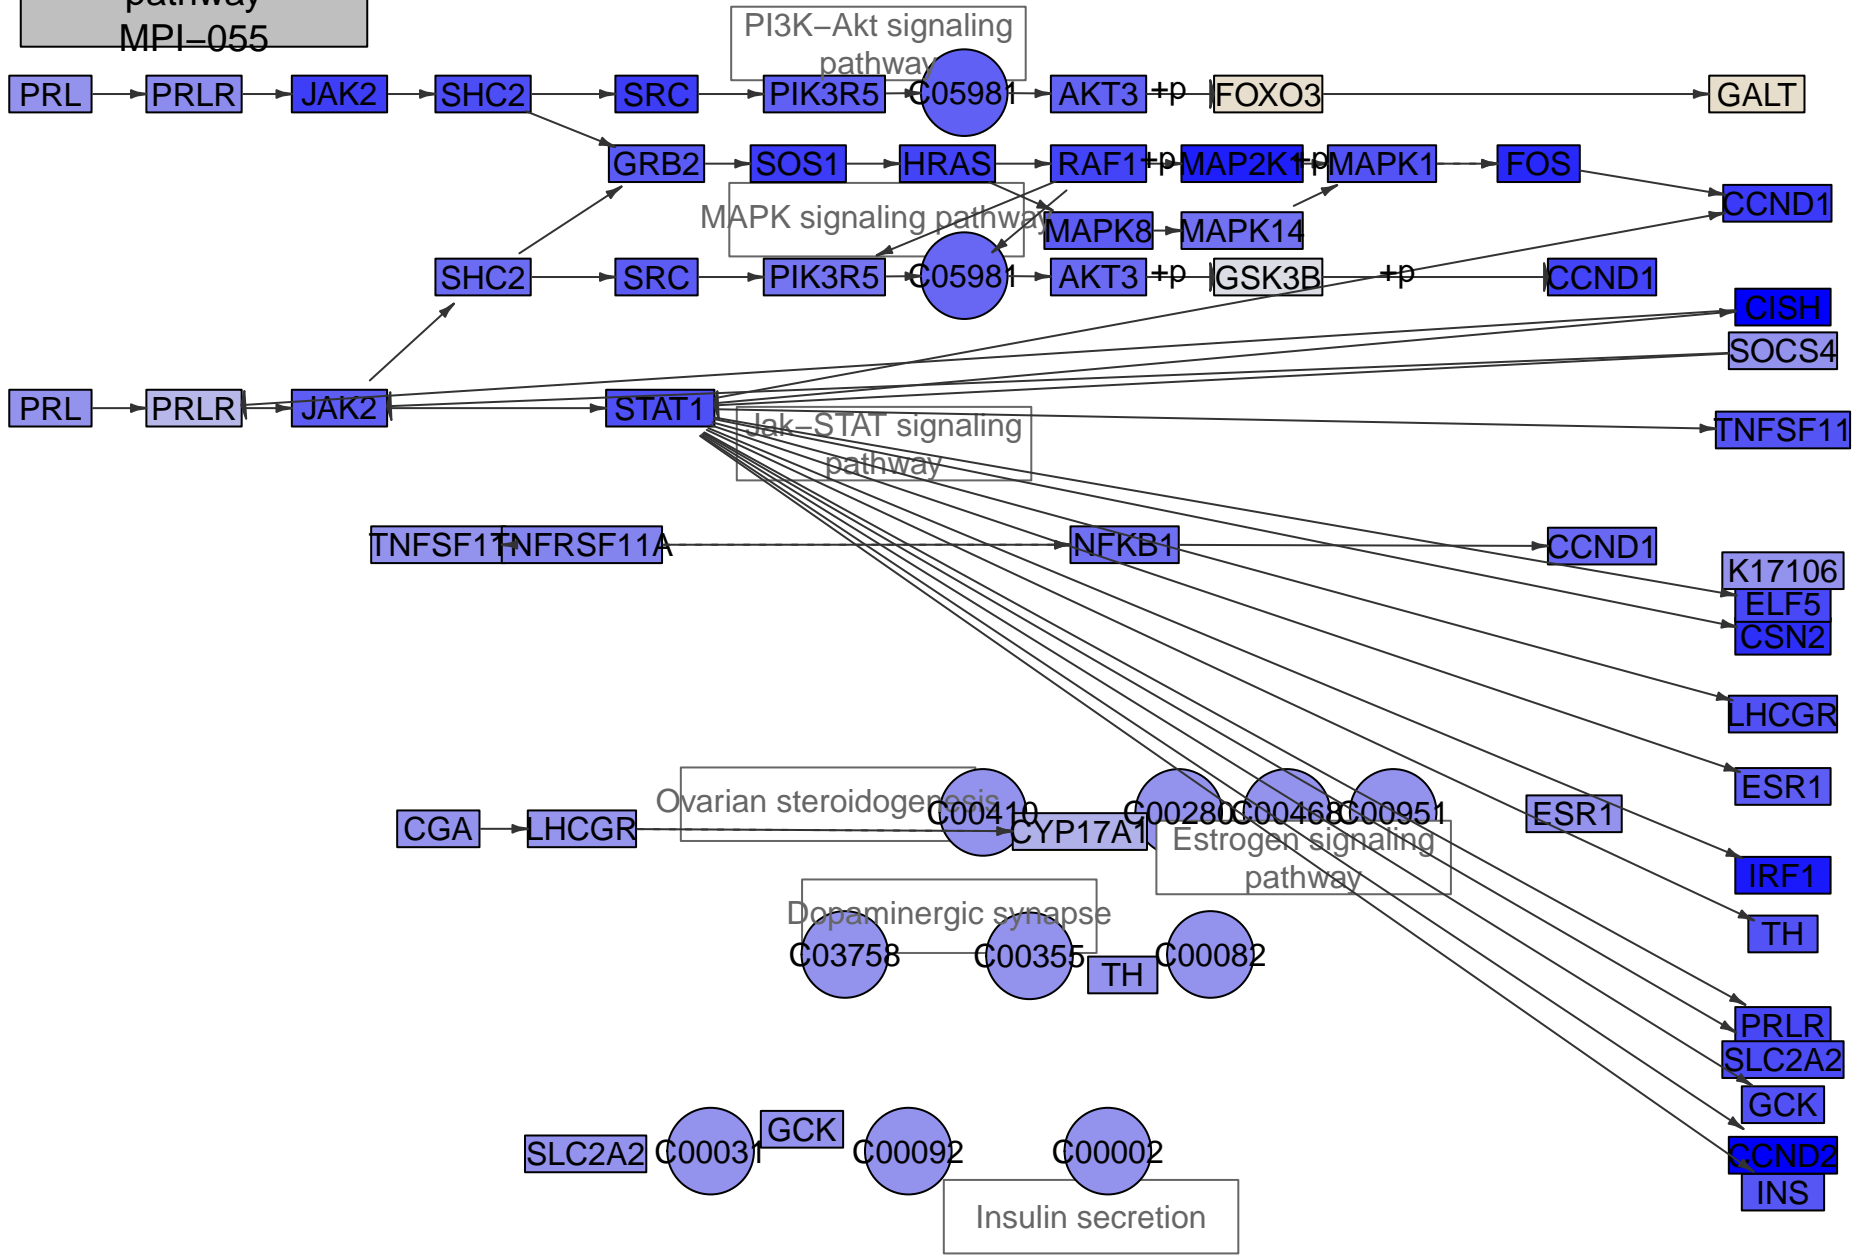 pathway
MPI−055
PI3K−Akt signaling
pathway
PRL
PRLR
JAK2
SHC2
SRC
PIK3R5
C05981
AKT3
+p
FOXO3
GALT
GRB2
SOS1
HRAS
RAF1
+p
MAP2K1
+p
MAPK1
FOS
CCND1
MAPK signaling pathway
MAPK8
MAPK14
SHC2
SRC
PIK3R5
C05981
AKT3
+p
GSK3B
+p
CCND1
CISH
SOCS4
PRL
PRLR
JAK2
STAT1
Jak−STAT signaling
pathway
TNFSF11
TNFSF11
TNFRSF11A
NFKB1
CCND1
K17106
ELF5
CSN2
LHCGR
ESR1
Ovarian steroidogenesis
C00410
C00280
C00468
C00951
ESR1
CGA
LHCGR
CYP17A1
Estrogen signaling
pathway
IRF1
Dopaminergic synapse
TH
C03758
C00355
TH
C00082
PRLR
SLC2A2
GCK
SLC2A2
C00031
GCK
C00092
C00002
CCND2
INS
Insulin secretion